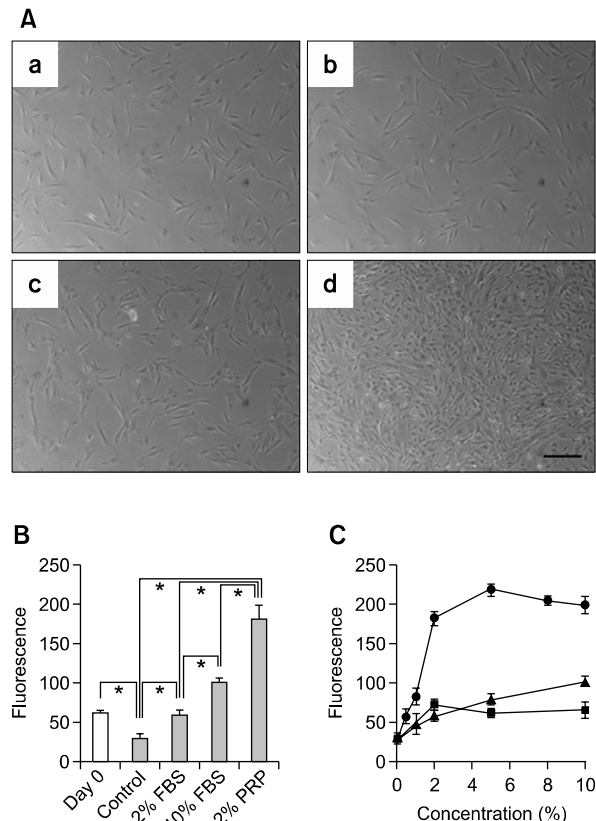 A
a
b
c
d
B
C
250
200
150
100
50
0
Fluorescence
*
*
*
*
*
*
*
Day 0
Control
2% FBS
10% FBS
2% PRP
250
200
150
100
50
0
Fluorescence
0
2
4
6
8
10
Concentration (%)